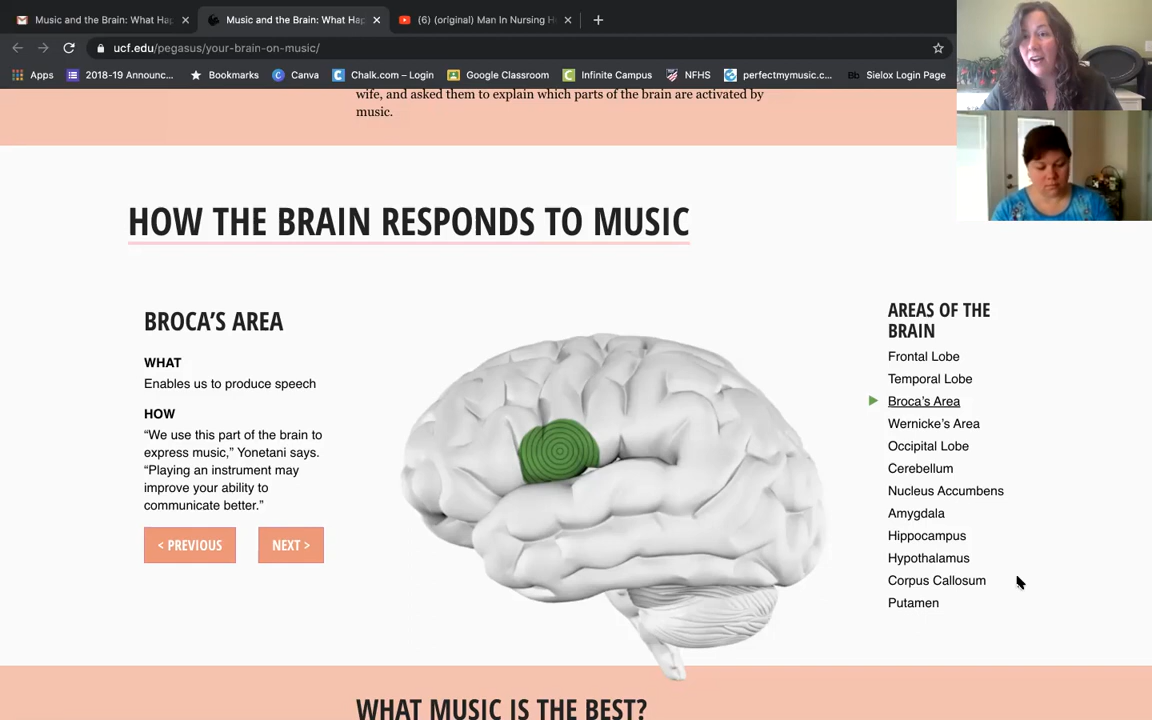 Music and the Brain: What Hap
Music and the Brain: What Hap
(6) (original) Man In Nursing H
ucf.edu/pegasus/your-brain-on-music/
Apps
2018-19 Announc...
Bookmarks
Canva
Chalk.com – Login
Google Classroom
Infinite Campus
NFHS
perfectmymusic.c...
Bb Sielox Login Page
wife, and asked them to explain which parts of the brain are activated by
music.
HOW THE BRAIN RESPONDS TO MUSIC
BROCA'S AREA
WHAT
Enables us to produce speech
HOW
“We use this part of the brain to
express music,” Yonetani says.
“Playing an instrument may
improve your ability to
communicate better.”
< PREVIOUS
NEXT >
AREAS OF THE
BRAIN
Frontal Lobe
Temporal Lobe
Broca's Area
Wernicke's Area
Occipital Lobe
Cerebellum
Nucleus Accumbens
Amygdala
Hippocampus
Hypothalamus
Corpus Callosum
Putamen
WHAT MUSIC IS THE BEST?